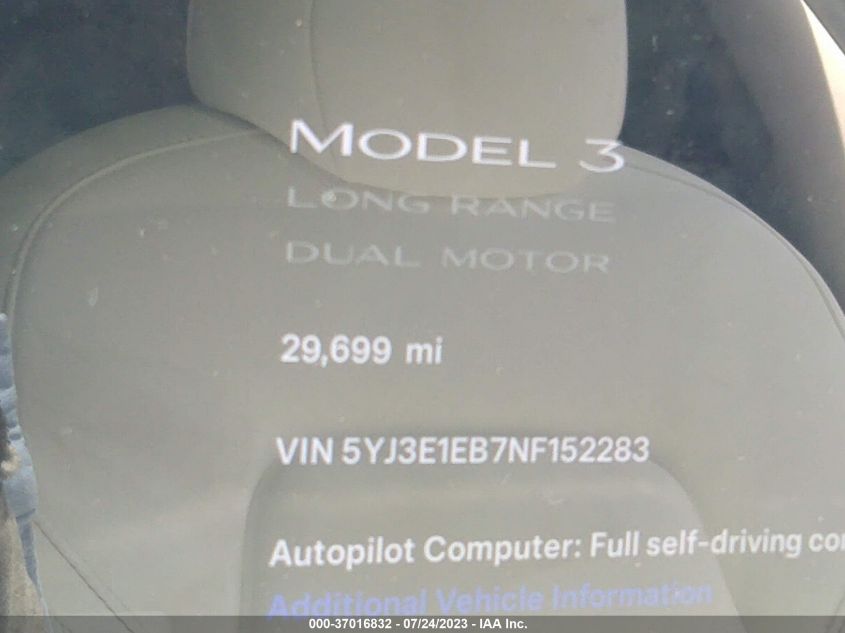 MODEL 3
LONG RANGE
DUAL MOTOR
29,699 mi
VIN 5YJ3E1EB7NF152283
Autopilot Computer: Full self-driving
Additional Vehicle Information
000-37016832 - 07/24/2023 - IAA Inc.